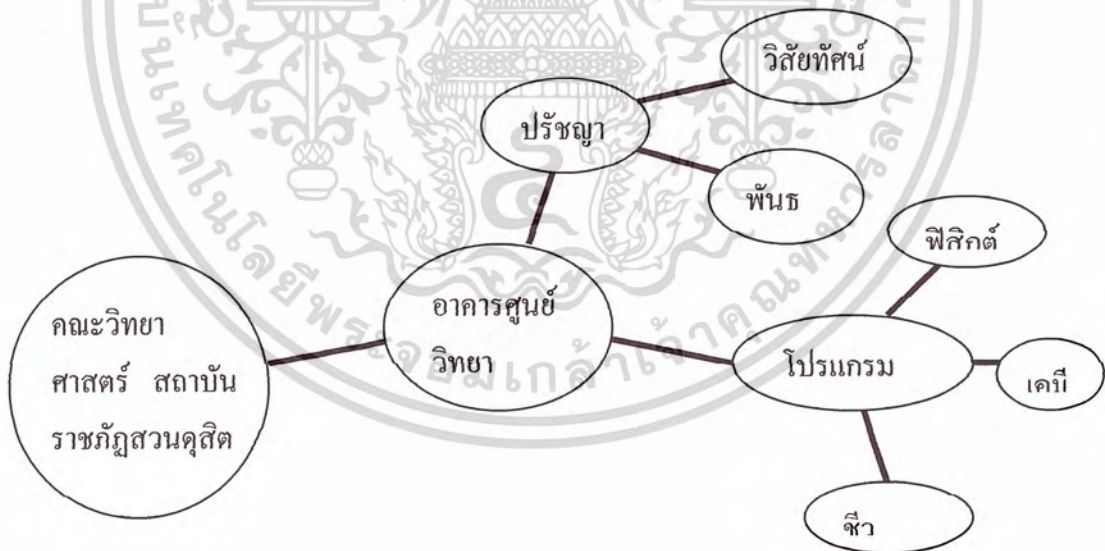 วิสัยทัศน์
ปรัชญา
พันธ
ฟิสิกต์
อาคารศูนย์
วิทยา
คณะวิทยา
ศาสตร์ สถาบัน
ราชภัฏสวนดุสิต
โปรแกรม
เคมี
ชีว